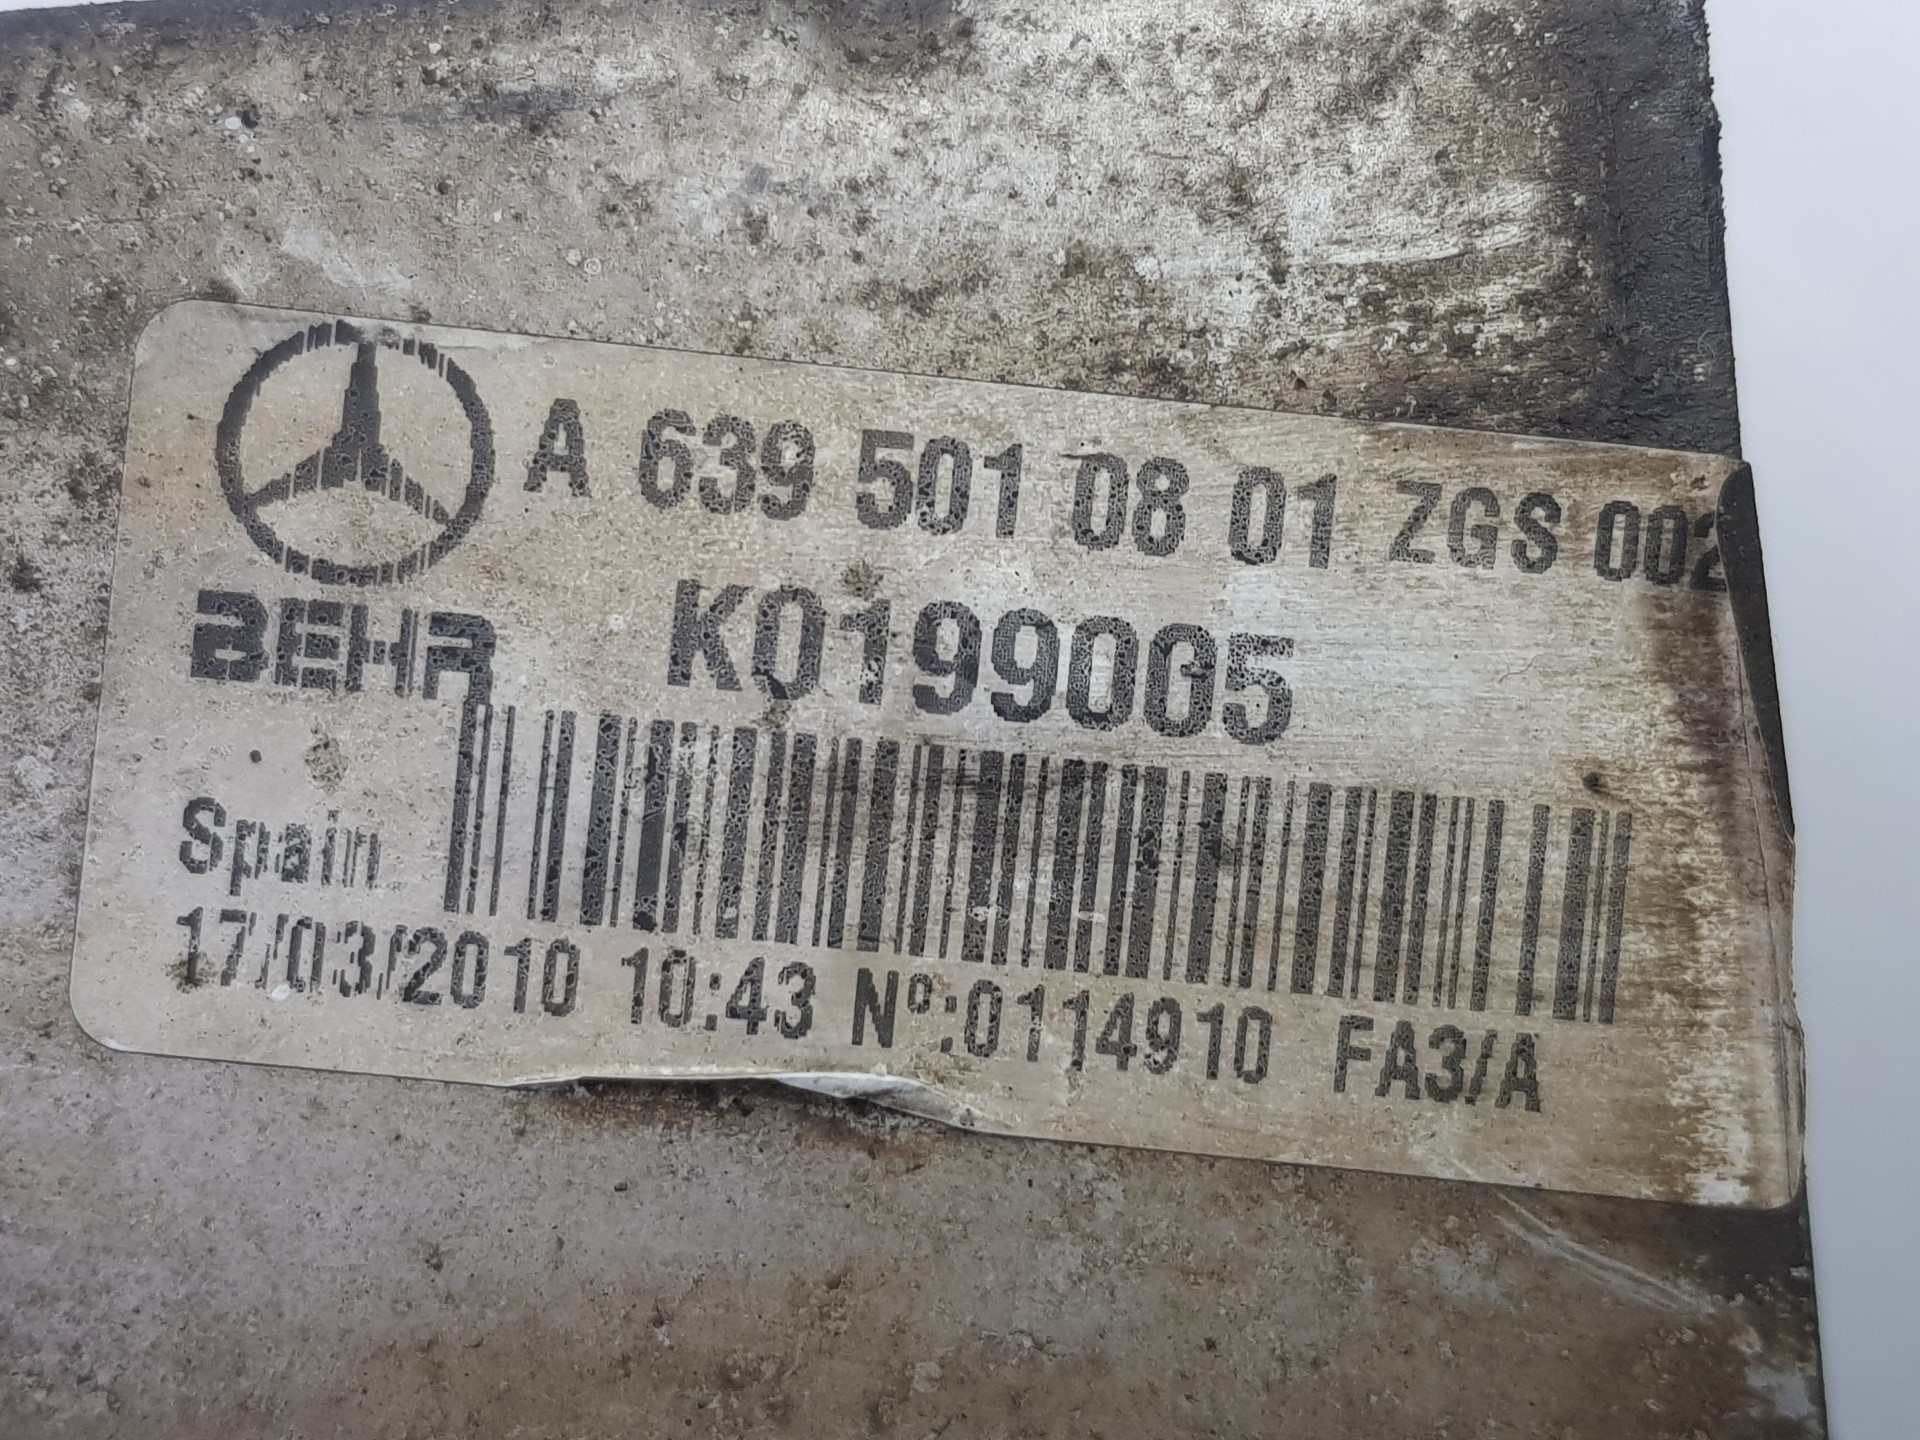 A 639 501 08 01 ZGS 002
BEHR K0199005
Spain
17/03/2010 10:43 Nº:0114910 FA3/A